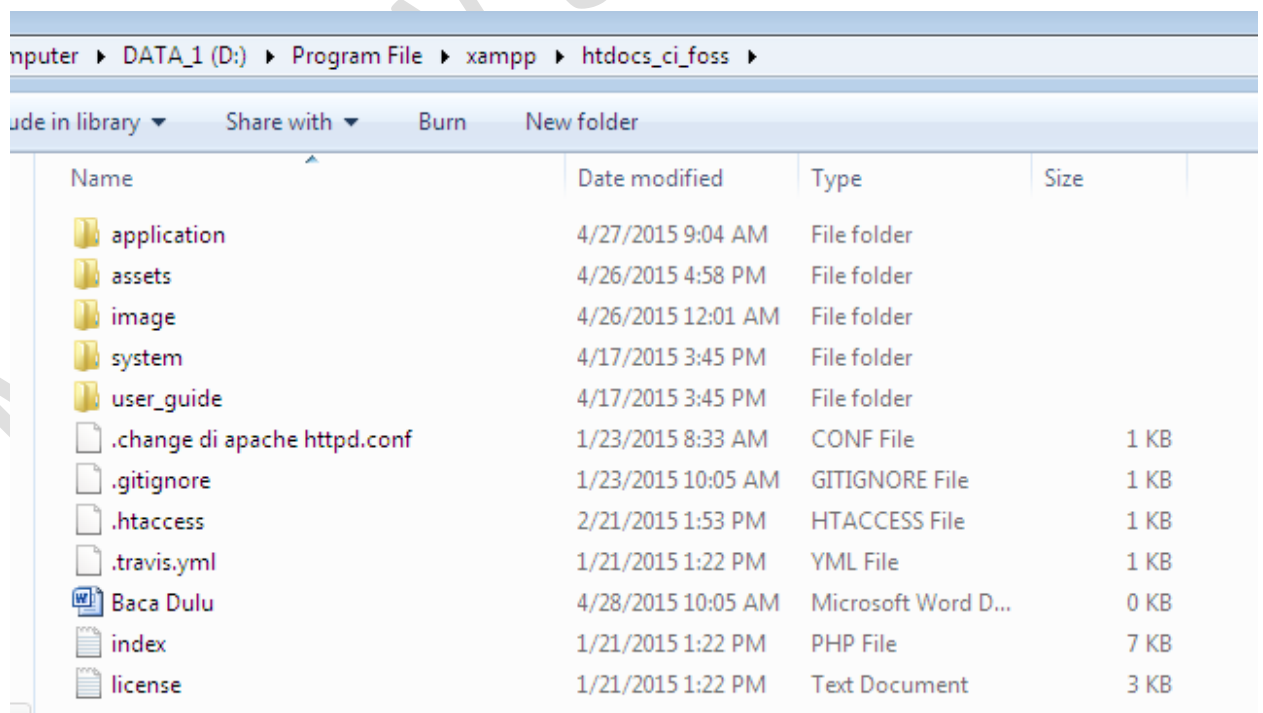 mputer ▸ DATA_1 (D:) ▸ Program File ▸ xampp ▸ htdocs_ci_foss ▸
ude in library ▾ Share with ▾ Burn New folder
Name Date modified Type Size
application 4/27/2015 9:04 AM File folder
assets 4/26/2015 4:58 PM File folder
image 4/26/2015 12:01 AM File folder
system 4/17/2015 3:45 PM File folder
user_guide 4/17/2015 3:45 PM File folder
.change di apache httpd.conf 1/23/2015 8:33 AM CONF File 1 KB
.gitignore 1/23/2015 10:05 AM GITIGNORE File 1 KB
.htaccess 2/21/2015 1:53 PM HTACCESS File 1 KB
.travis.yml 1/21/2015 1:22 PM YML File 1 KB
Baca Dulu 4/28/2015 10:05 AM Microsoft Word D... 0 KB
index 1/21/2015 1:22 PM PHP File 7 KB
license 1/21/2015 1:22 PM Text Document 3 KB